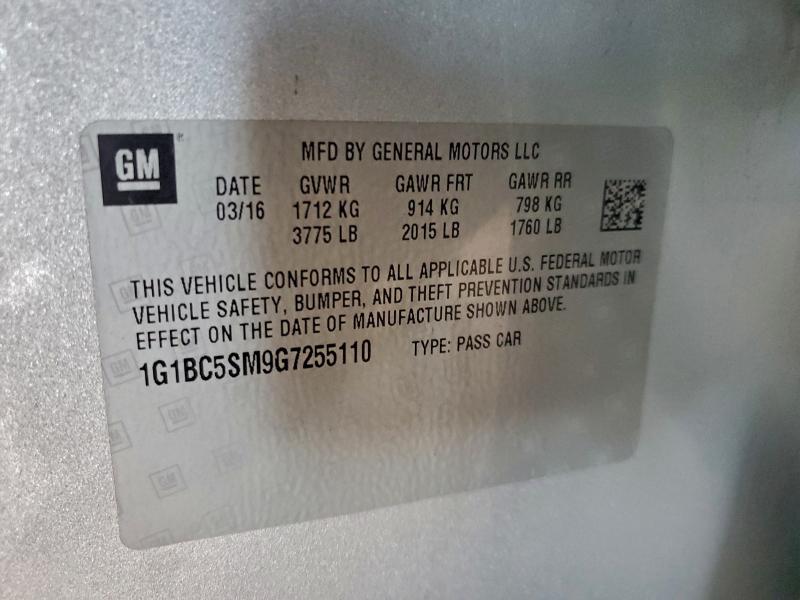 GM
MFD BY GENERAL MOTORS LLC
DATE GVWR GAWR FRT GAWR RR
03/16 1712 KG 914 KG 798 KG
3775 LB 2015 LB 1760 LB
THIS VEHICLE CONFORMS TO ALL APPLICABLE U.S. FEDERAL MOTOR
VEHICLE SAFETY, BUMPER, AND THEFT PREVENTION STANDARDS IN
EFFECT ON THE DATE OF MANUFACTURE SHOWN ABOVE.
1G1BC5SM9G7255110 TYPE: PASS CAR